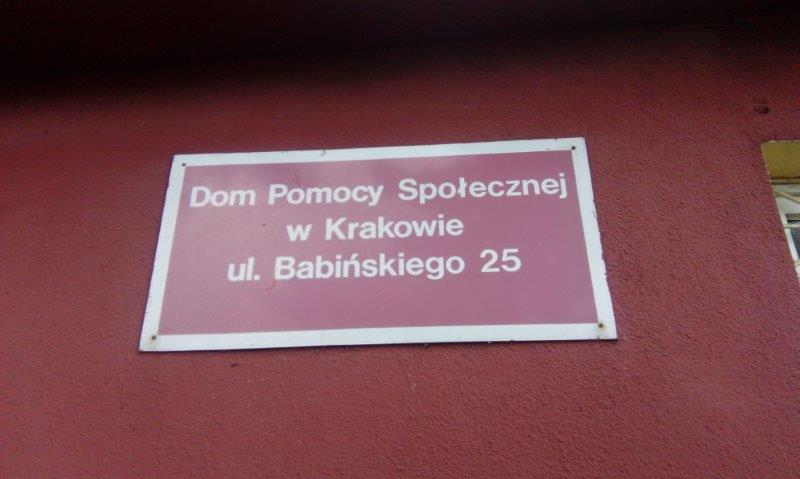 Dom Pomocy Społecznej
w Krakowie
ul. Babińskiego 25